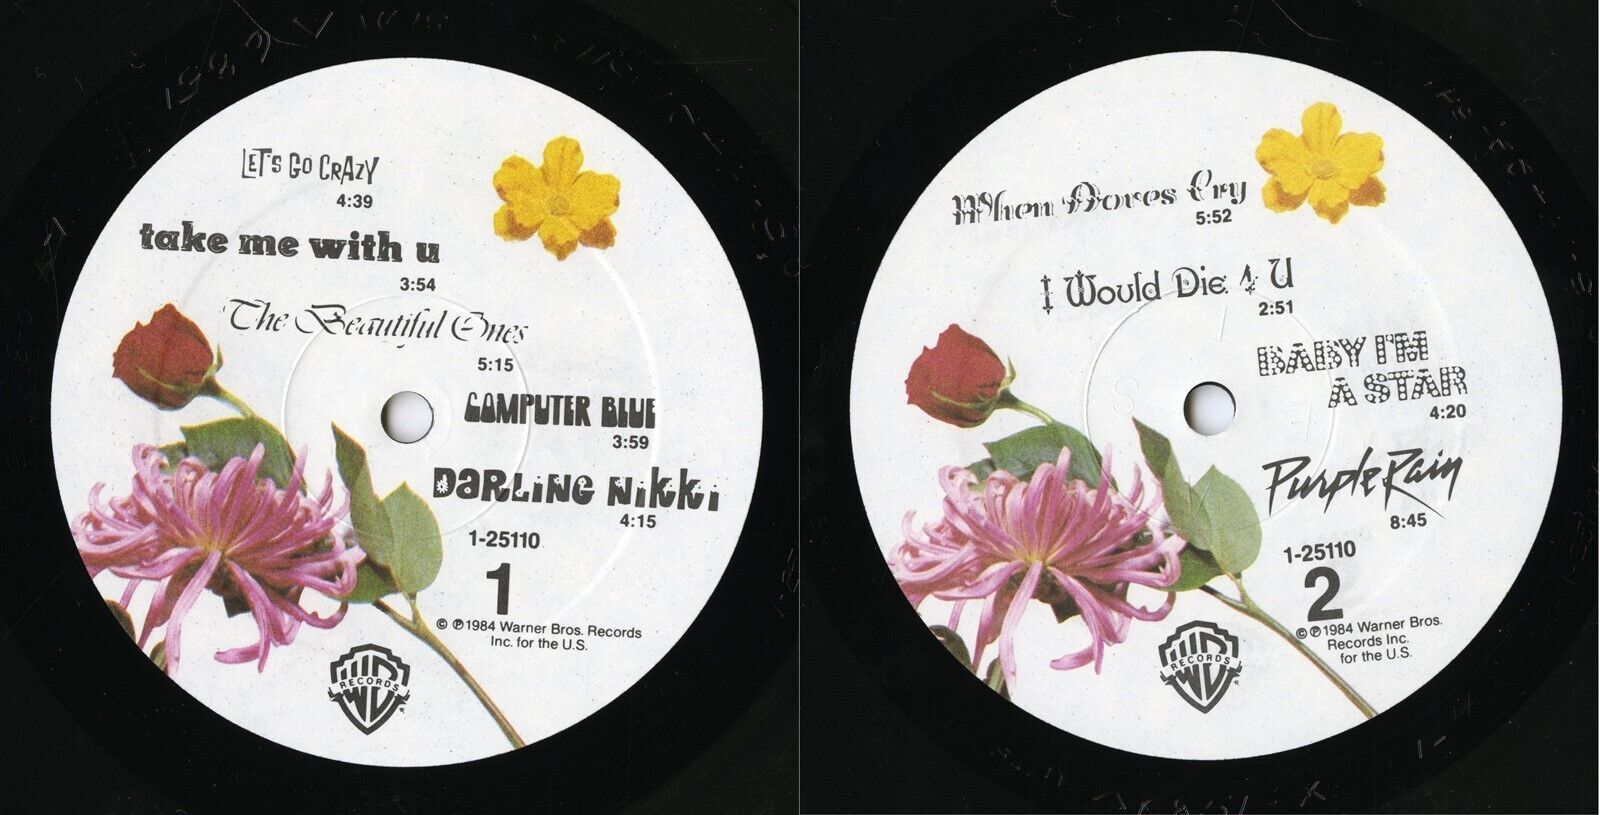 LET'S GO CRAZY
4:39
take me with u
3:54
The Beautiful Ones
5:15
COMPUTER BLUE
3:59
DARLING NIKKI
4:15
1-25110
1
© ℗ 1984 Warner Bros. Records
Inc. for the U.S.
WB
RECORDS
When Doves Cry
5:52
I Would Die 4 U
2:51
BABY I'M
A STAR
4:20
Purple Rain
8:45
1-25110
2
© ℗ 1984 Warner Bros.
Records Inc.
for the U.S.
WB
RECORDS